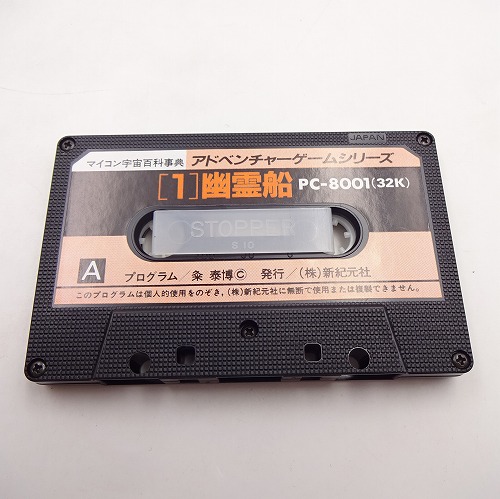 JAPAN
マイコン宇宙百科事典 アドベンチャーゲームシリーズ
[1]幽霊船 PC-8001(32K)
STOPPER
S 10
A プログラム／粂 泰博© 発行／(株)新紀元社
このプログラムは個人的使用をのぞき,(株)新紀元社に無断で使用または複製できません。